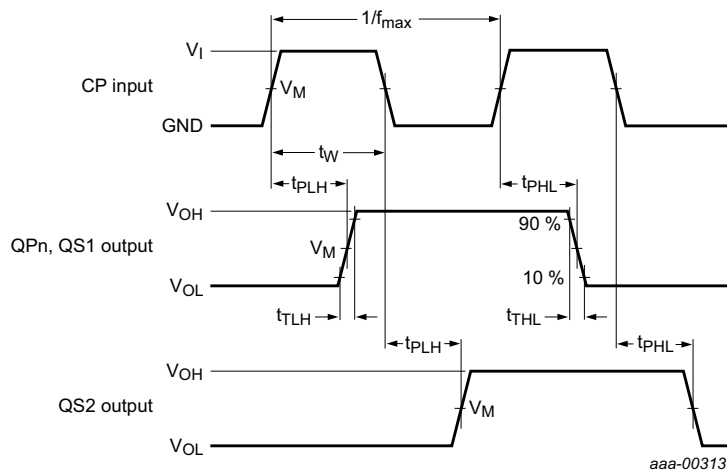 1/fmax
VI
CP input
VM
GND
tW
tPLH
tPHL
VOH
90 %
QPn, QS1 output
VM
10 %
VOL
tTLH
tTHL
tPLH
tPHL
VOH
QS2 output
VM
VOL
aaa-00313